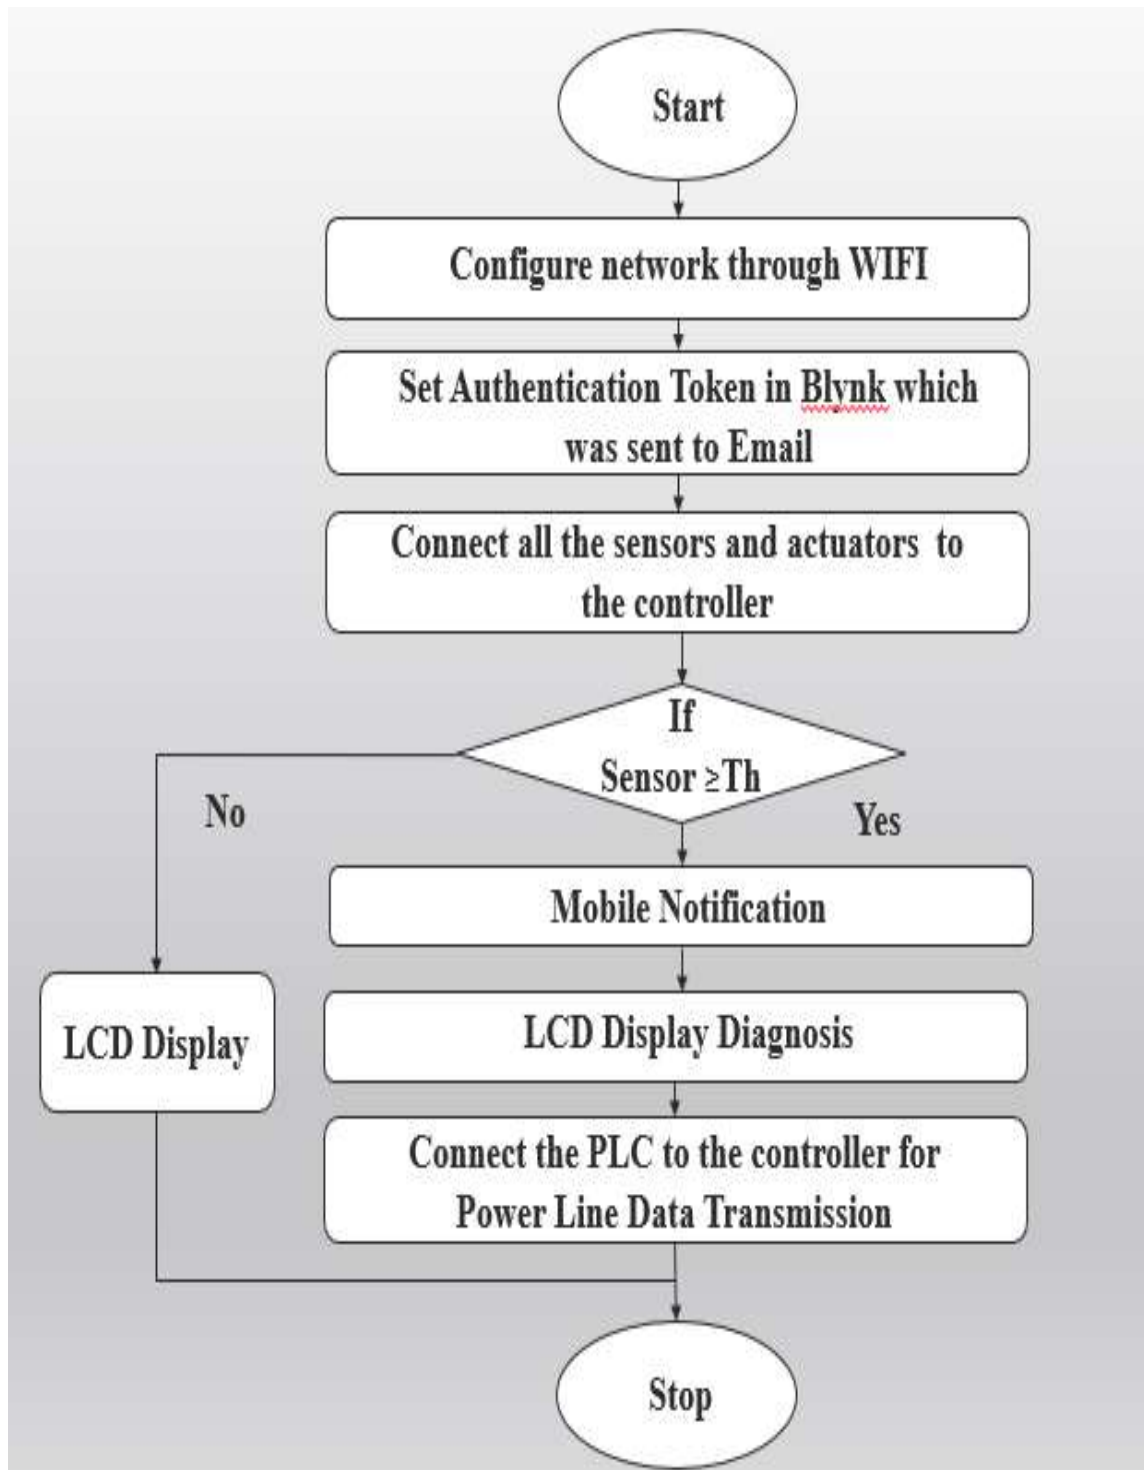 Start
Configure network through WIFI
Set Authentication Token in Blynk which
was sent to Email
Connect all the sensors and actuators to
the controller
If
Sensor ≥Th
No
Yes
Mobile Notification
LCD Display
LCD Display Diagnosis
Connect the PLC to the controller for
Power Line Data Transmission
Stop